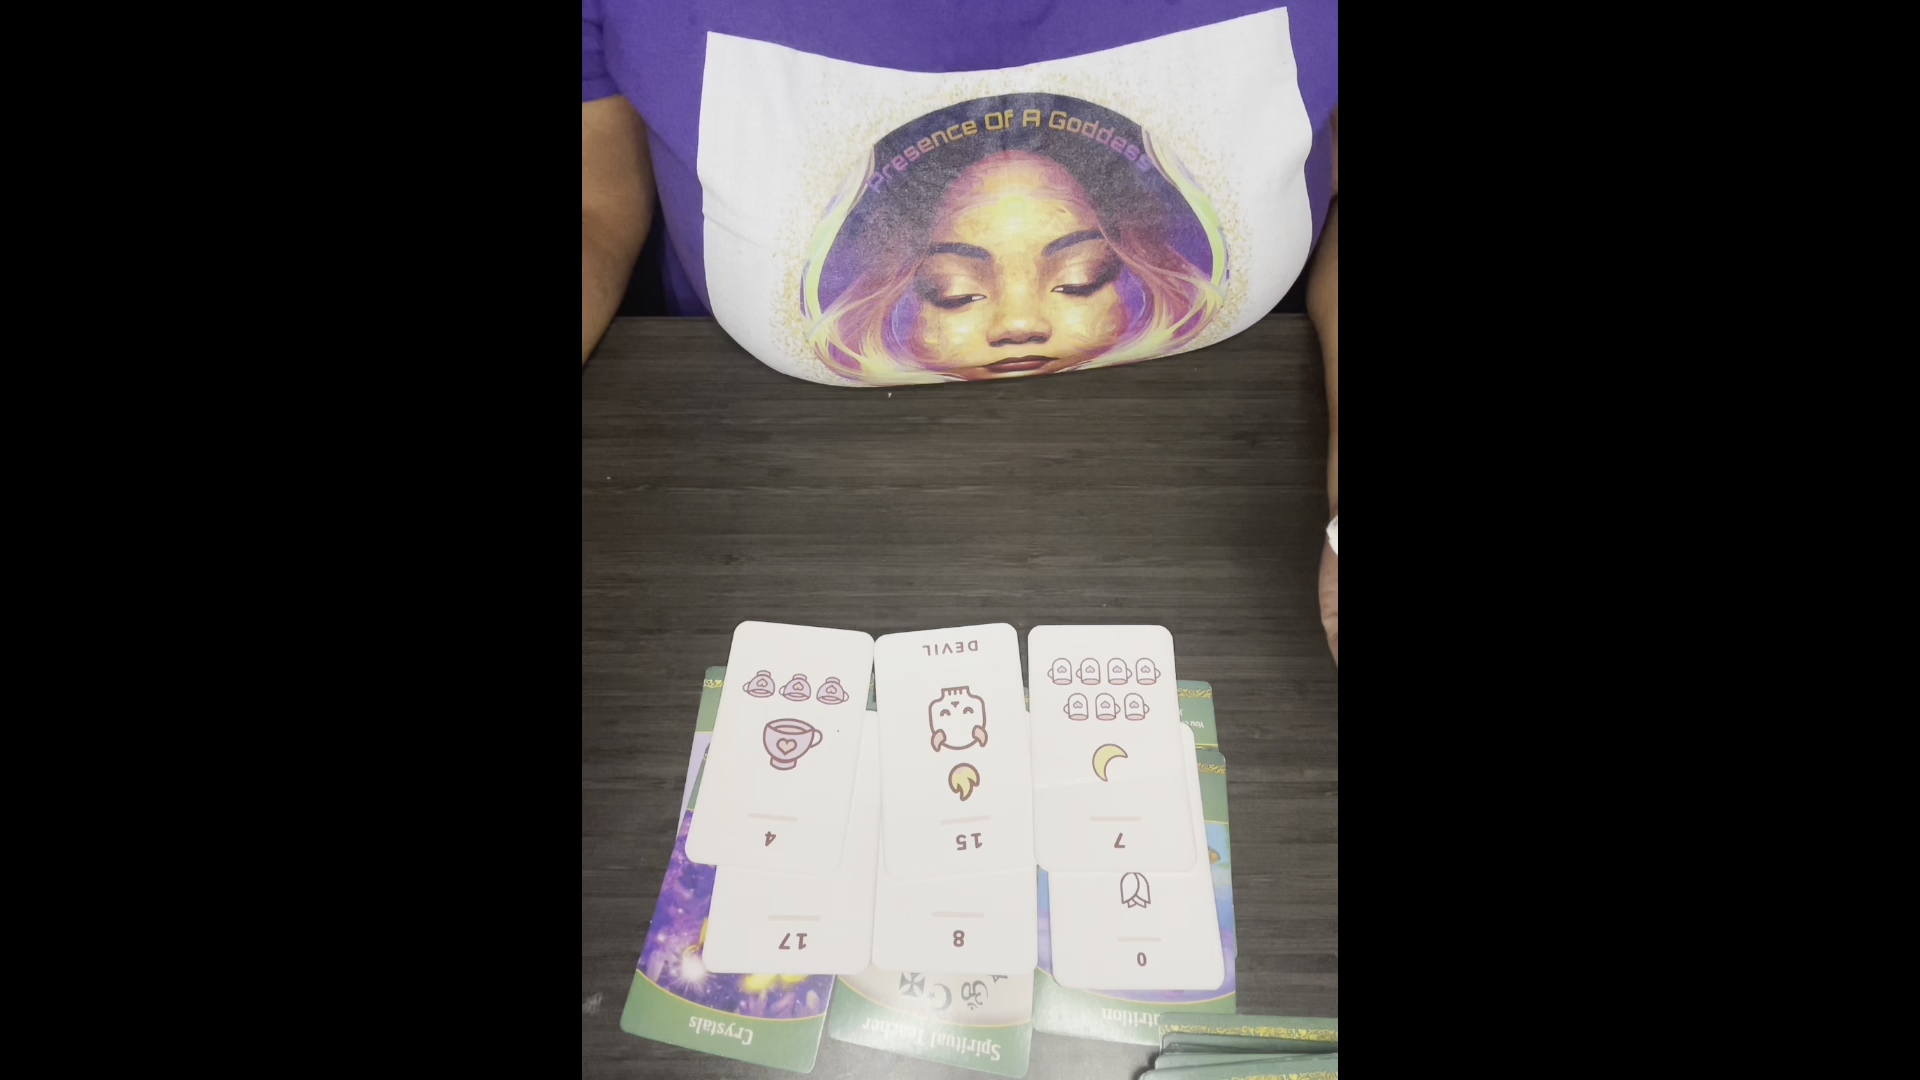 Presence Of A Goddess
DEVIL
4
15
7
17
8
0
Crystals
Spiritual Teacher